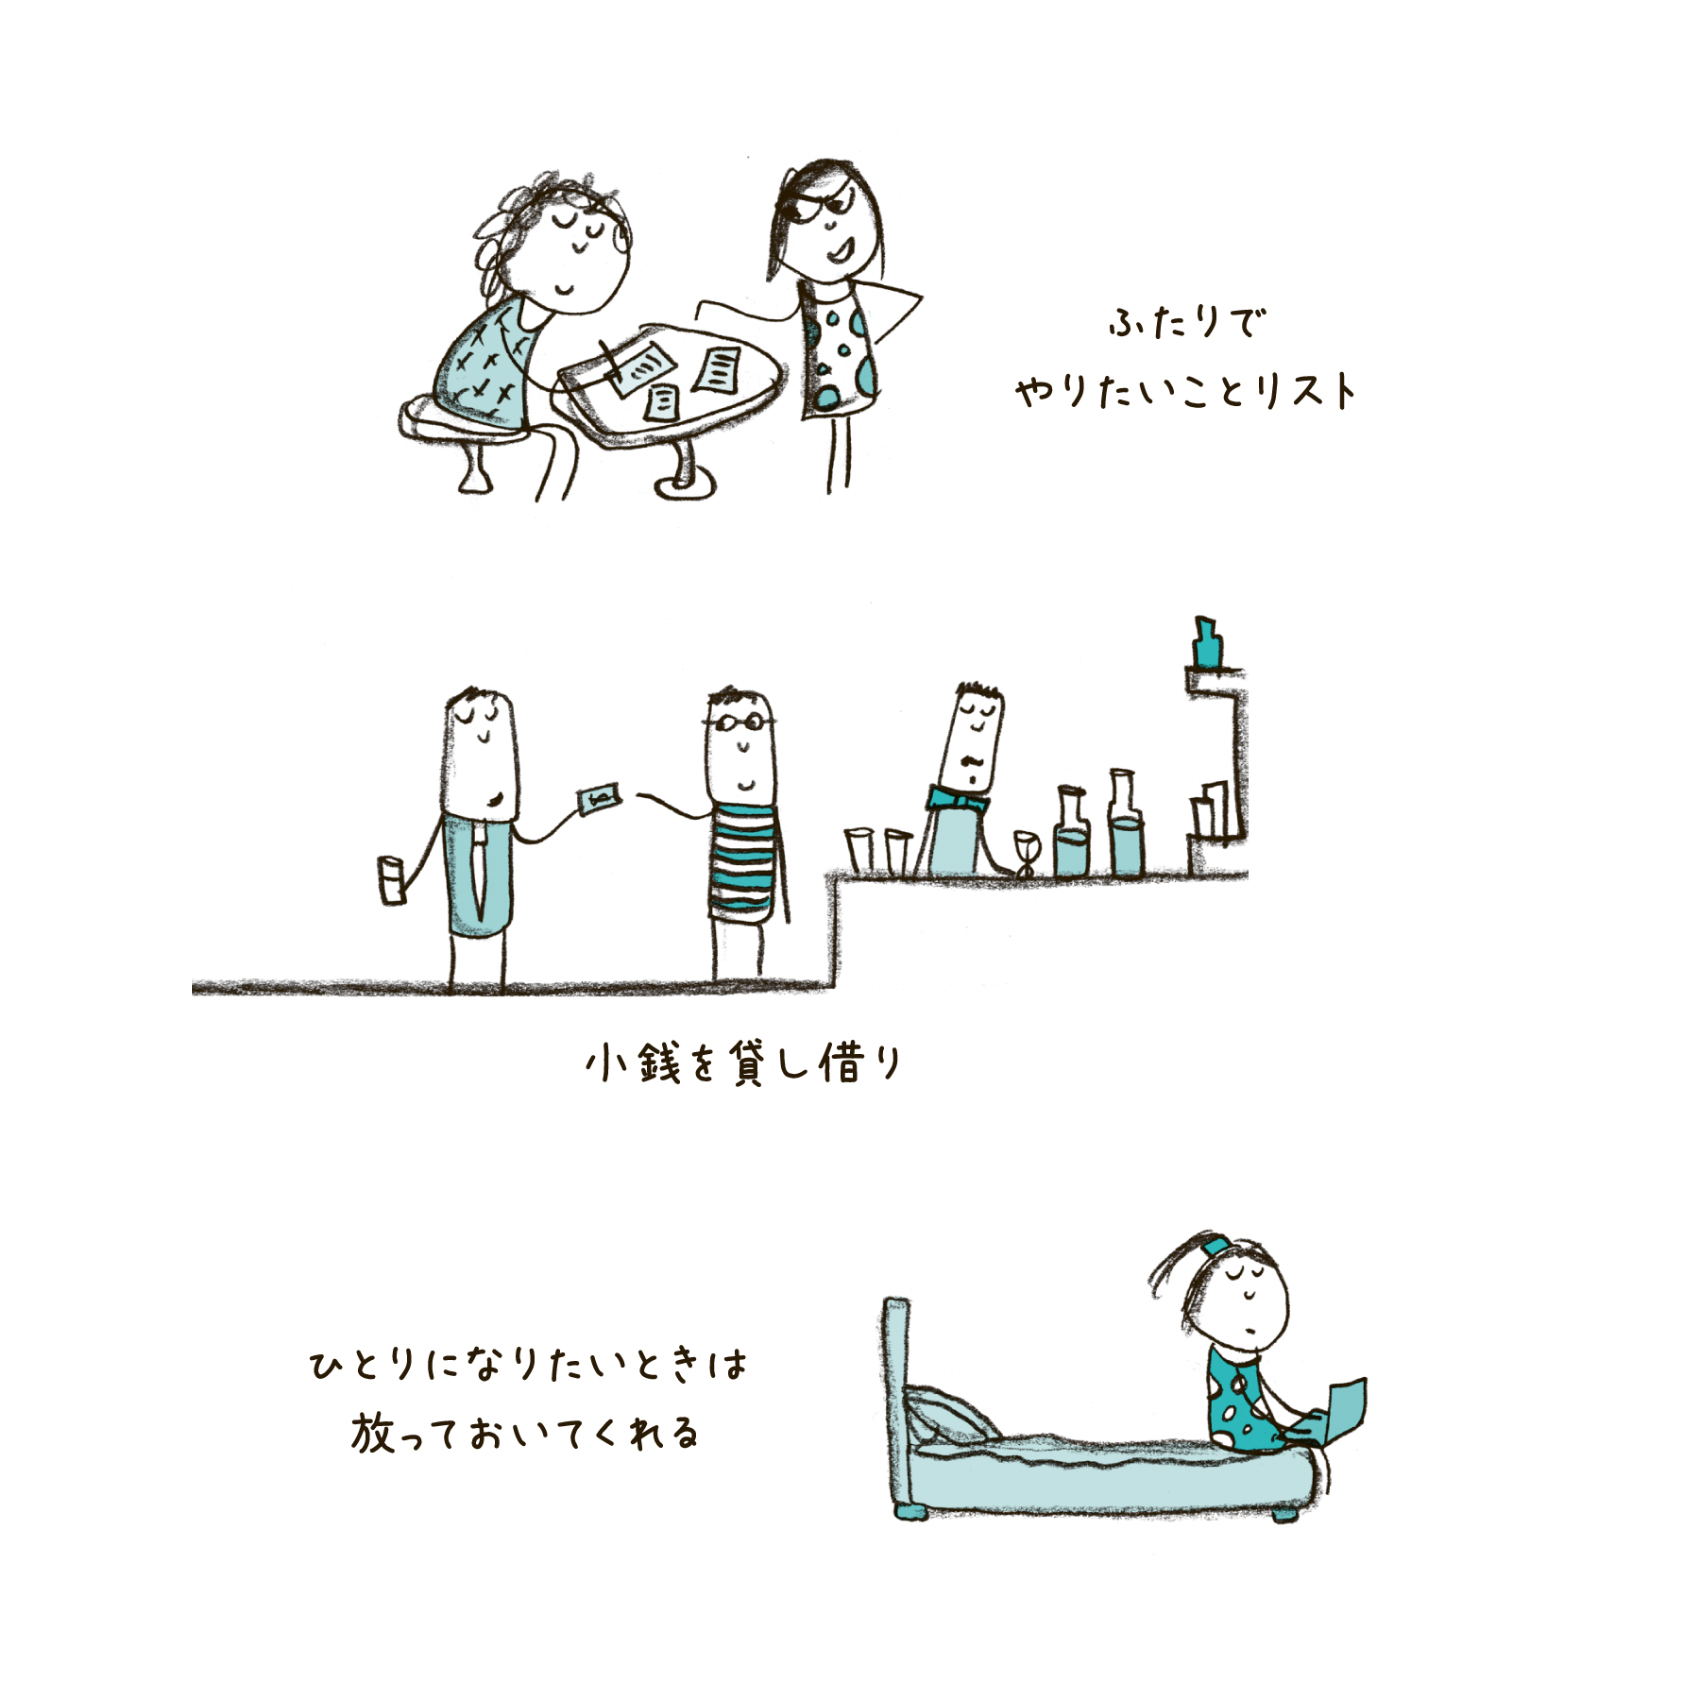 ふたりで
やりたいことリスト
小銭を貸し借り
ひとりになりたいときは
放っておいてくれる